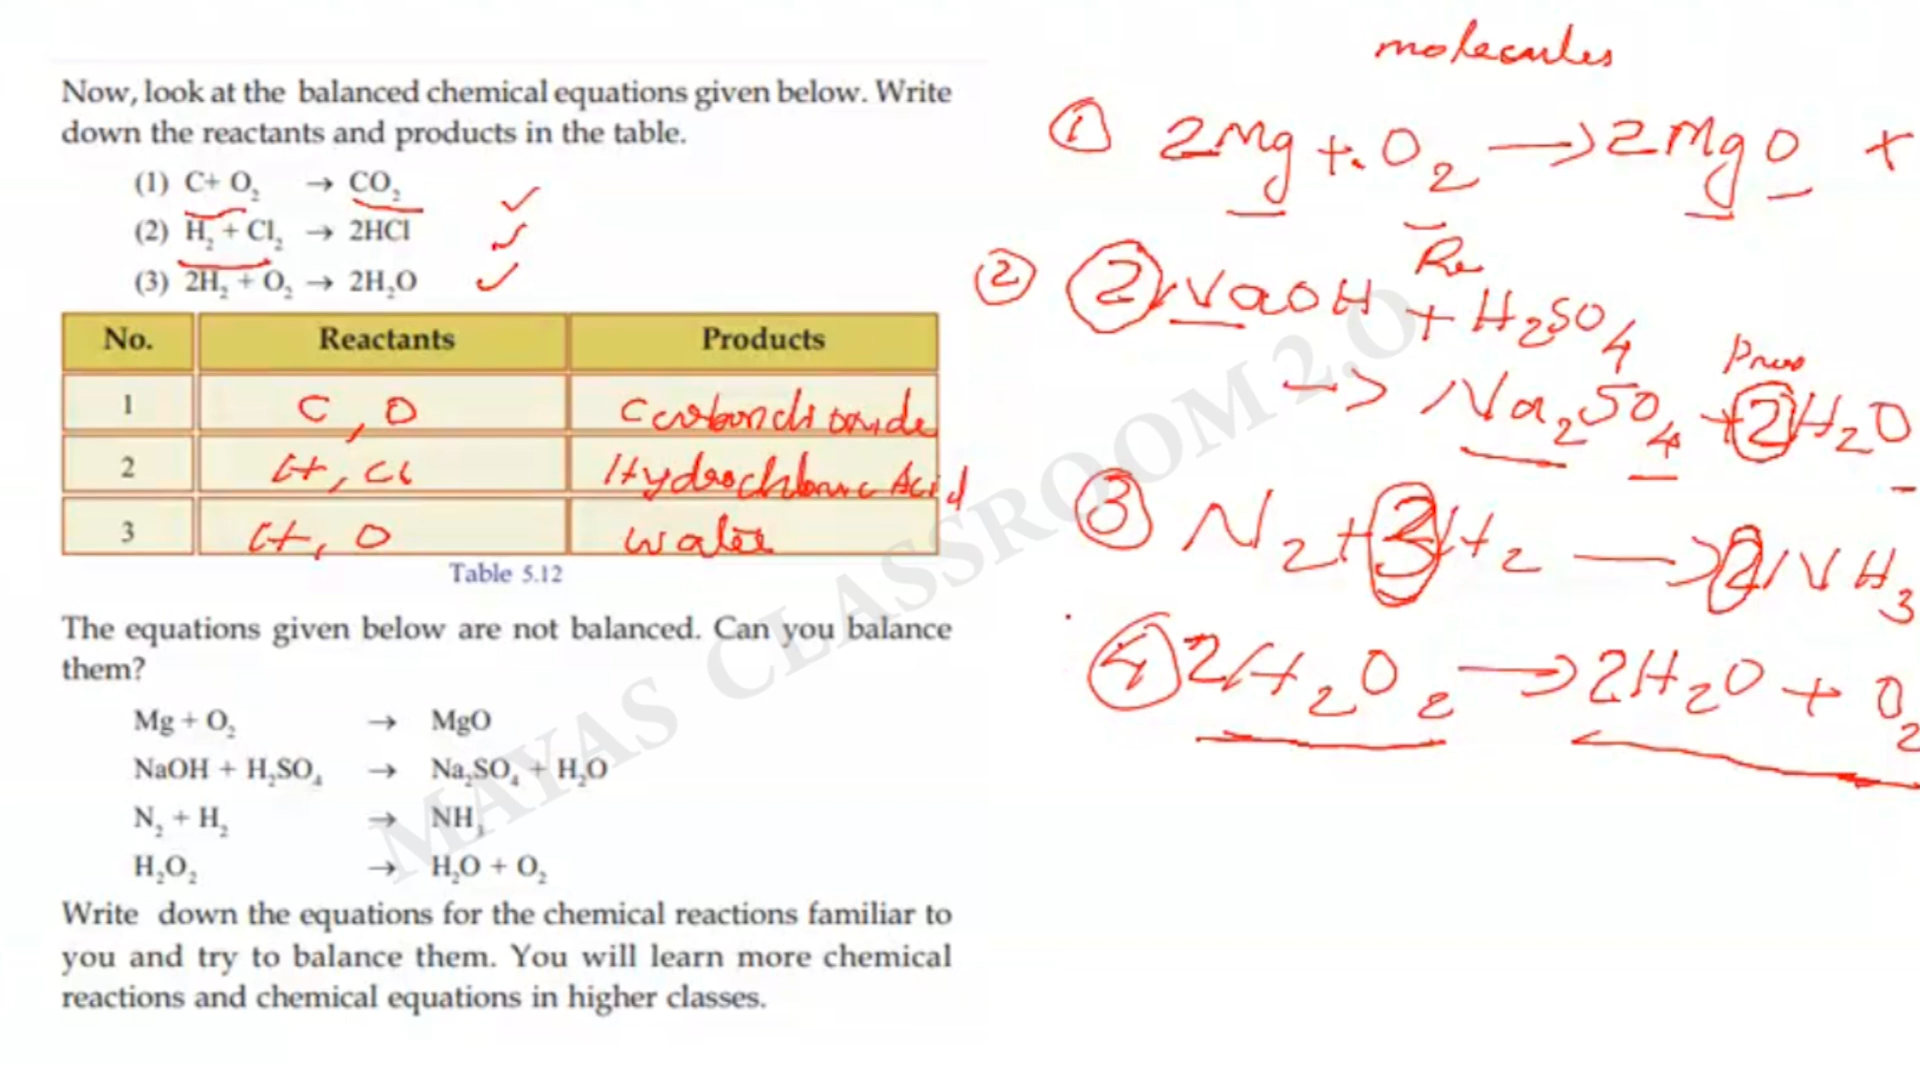 Now, look at the balanced chemical equations given below. Write
down the reactants and products in the table.
(1) C+ O₂ → CO₂
(2) H₂ + Cl₂ → 2HCl
(3) 2H₂ + O₂ → 2H₂O
No. Reactants Products
1 C, O Carbondioxide
2 H, Cl Hydrochloric Acid
3 H, O water
Table 5.12
The equations given below are not balanced. Can you balance
them?
Mg + O₂ → MgO
NaOH + H₂SO₄ → Na₂SO₄ + H₂O
N₂ + H₂ → NH₃
H₂O₂ → H₂O + O₂
Write down the equations for the chemical reactions familiar to
you and try to balance them. You will learn more chemical
reactions and chemical equations in higher classes.
molecules
① 2Mg + O₂ → 2MgO +
Re
② 2NaOH + H₂SO₄
→ Na₂SO₄ + 2H₂O
③ N₂ + 3H₂ → 2NH₃
④ 2H₂O₂ → 2H₂O + O₂
MAYAS CLASSROOM 2.O